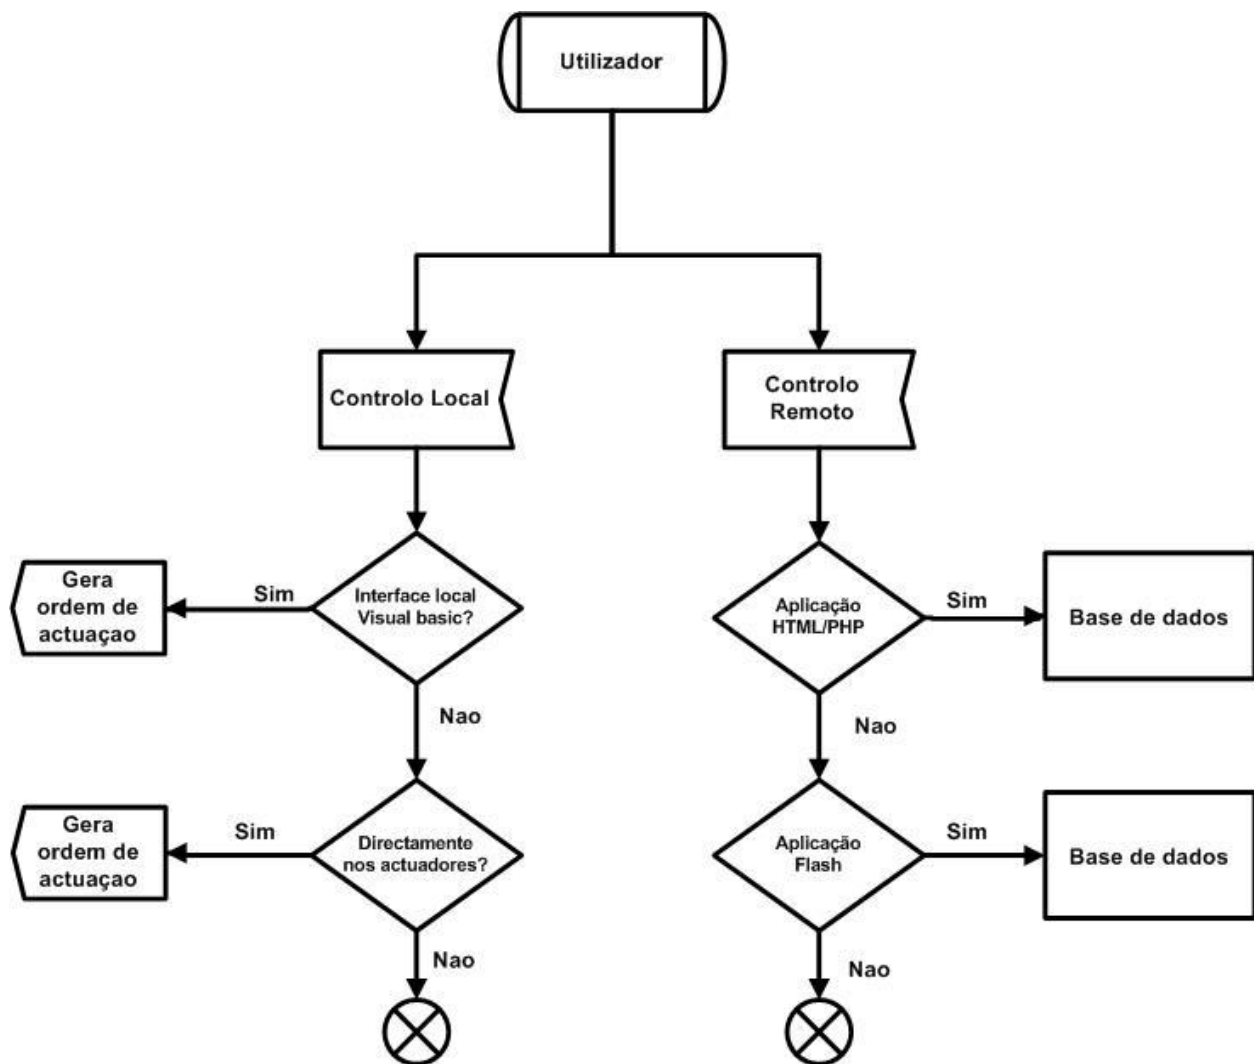 Utilizador
Controlo Local
Controlo
Remoto
Gera
ordem de
actuaçao
Sim
Interface local
Visual basic?
Aplicação
HTML/PHP
Sim
Base de dados
Nao
Nao
Gera
ordem de
actuaçao
Sim
Directamente
nos actuadores?
Aplicação
Flash
Sim
Base de dados
Nao
Nao